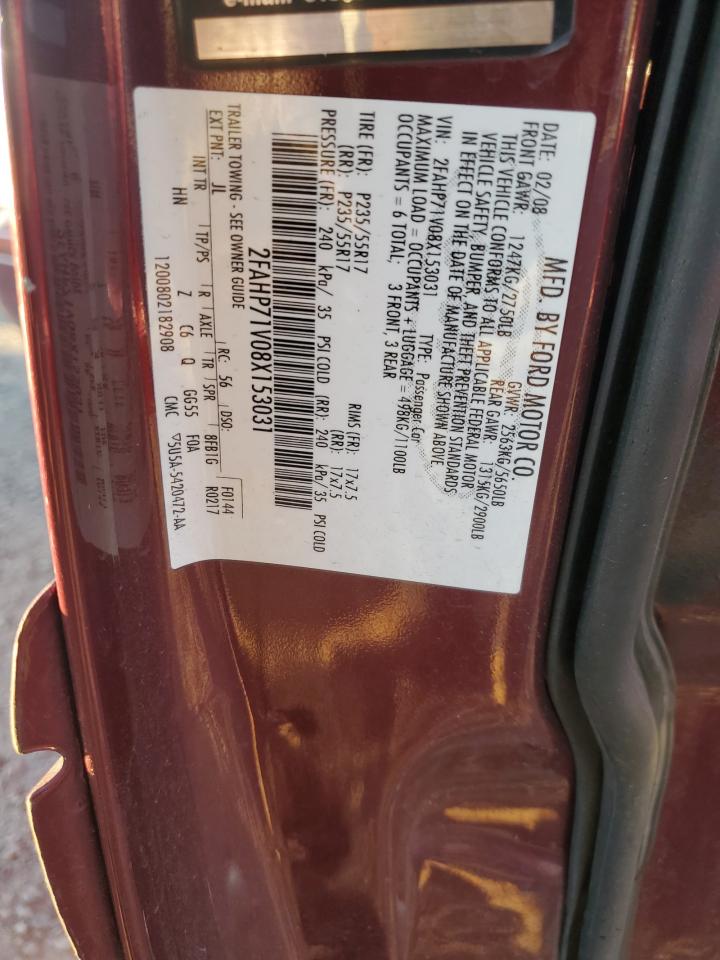 MFD. BY FORD MOTOR CO.
DATE: 02/08 GVWR: 2563KG/5650LB
FRONT GAWR: 1247KG/2750LB REAR GAWR: 1315KG/2900LB
THIS VEHICLE CONFORMS TO ALL APPLICABLE FEDERAL MOTOR
VEHICLE SAFETY, BUMPER, AND THEFT PREVENTION STANDARDS
IN EFFECT ON THE DATE OF MANUFACTURE SHOWN ABOVE
VIN: 2FAHP71V08X153031 TYPE: Passenger Car
MAXIMUM LOAD = OCCUPANTS + LUGGAGE = 498KG/1100LB
OCCUPANTS = 6 TOTAL; 3 FRONT, 3 REAR
TIRE (FR): P235/55R17 RIMS (FR): 17x7.5
(RR): P235/55R17 (RR): 17x7.5
PRESSURE (FR): 240 kPa/ 35 PSI COLD (RR): 240 kPa/35 PSI COLD
2FAHP71V08X153031
TRAILER TOWING - SEE OWNER GUIDE F0144
EXT PNT: JL RC: 56 DSO: R0217
INT TR TP/PS R AXLE TR SPR 8FB1G
HN Z C6 Q GG55 F0A
1200802182908 CMC ▽5U5A-5420472-AA